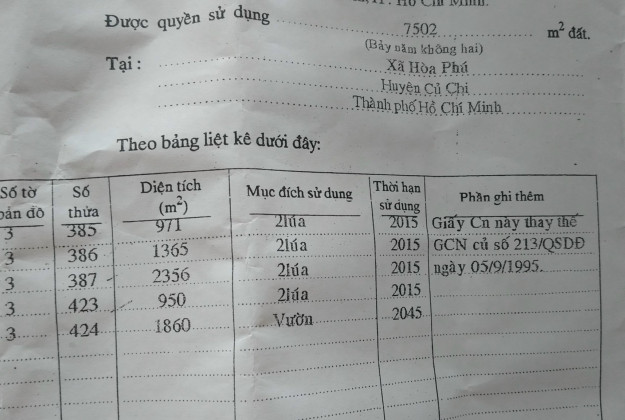 Hồ Chí Minh.
Được quyền sử dụng 7502 m² đất.
(Bảy năm không hai)
Tại : Xã Hòa Phú
Huyện Củ Chi
Thành phố Hồ Chí Minh
Theo bảng liệt kê dưới đây:
Số tờ bản đồ Số thửa Diện tích (m²) Mục đích sử dụng Thời hạn sử dụng Phần ghi thêm
3 385 971 2lúa 2015 Giấy Cn này thay thế
3 386 1365 2lúa 2015 GCN củ số 213/QSDĐ
3 387 2356 2lúa 2015 ngày 05/9/1995.
3 423 950 2lúa 2015
3 424 1860 Vườn 2045